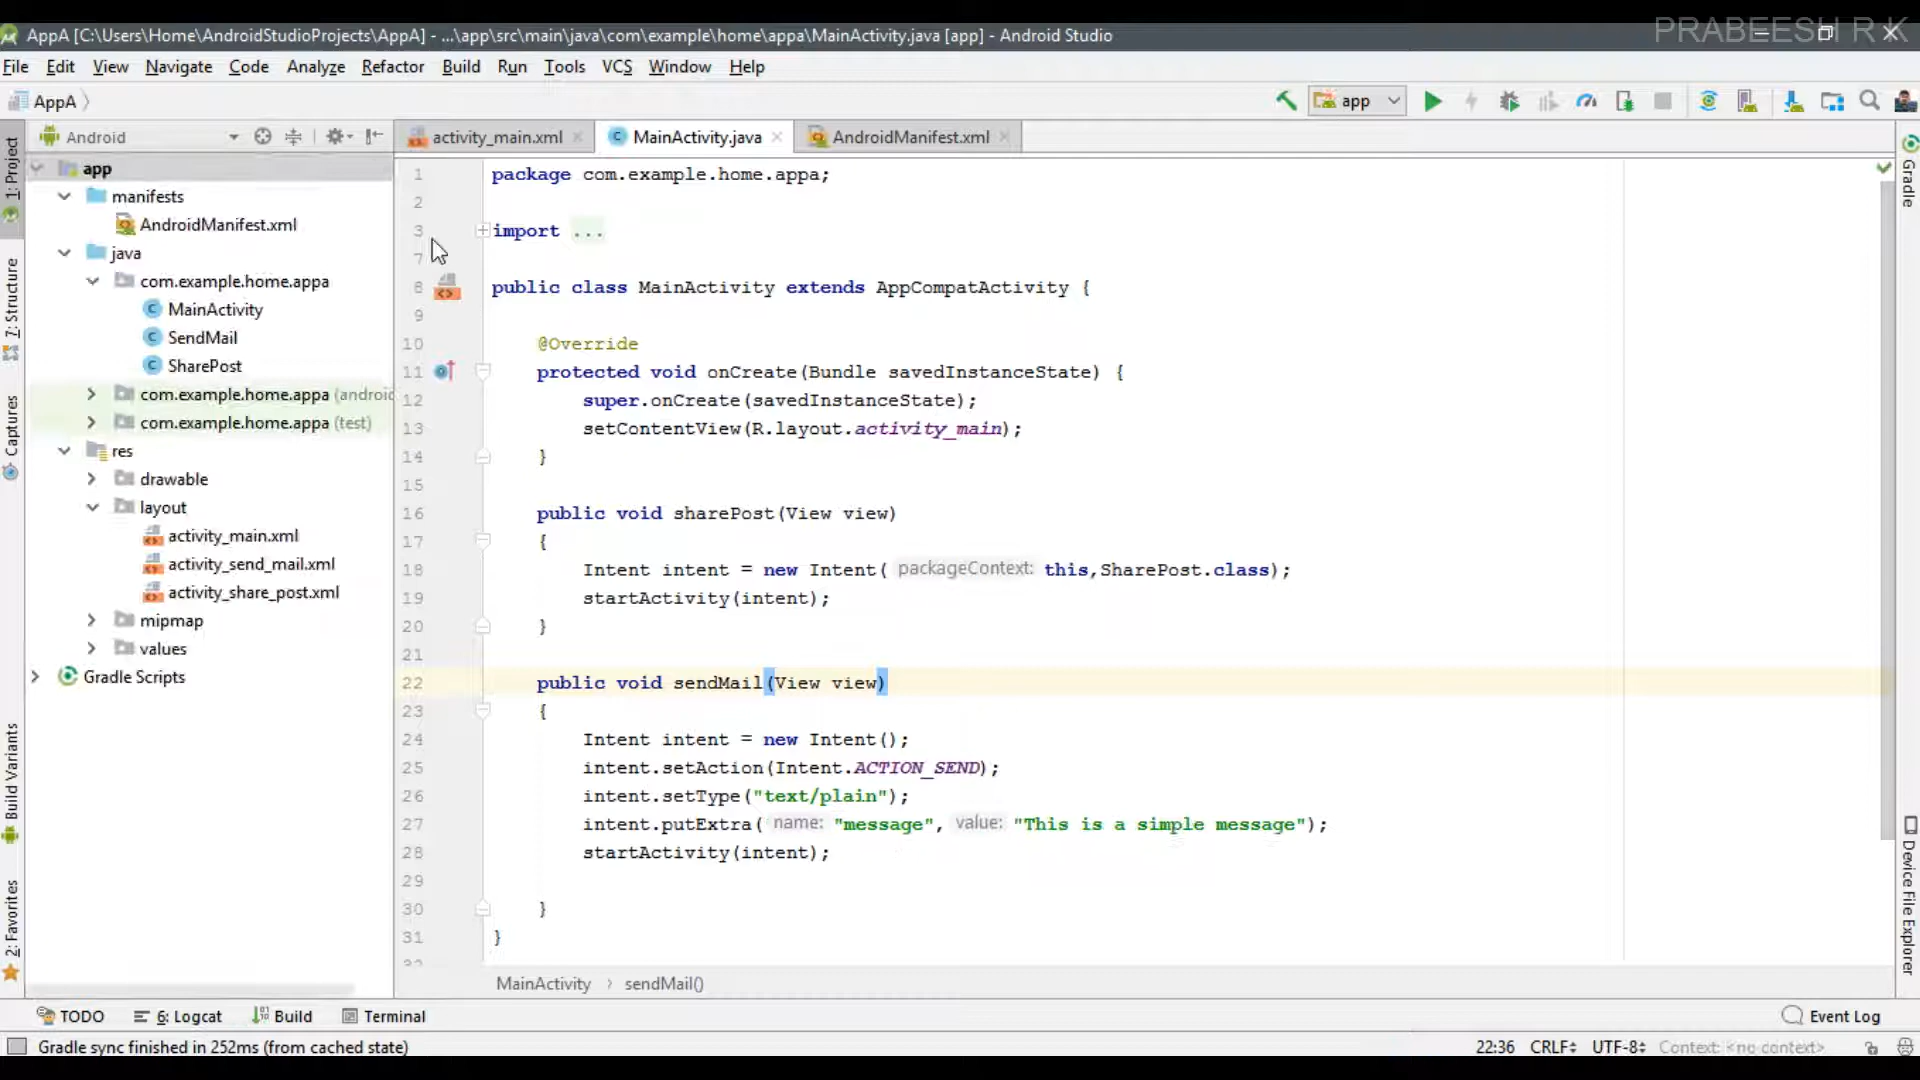 PRABEESH R K
AppA [C:\Users\Home\AndroidStudioProjects\AppA] - ...\app\src\main\java\com\example\home\appa\MainActivity.java [app] - Android Studio
File Edit View Navigate Code Analyze Refactor Build Run Tools VCS Window Help
AppA
app
Android
activity_main.xml
MainActivity.java
AndroidManifest.xml
1: Project
7: Structure
Captures
Build Variants
2: Favorites
app
manifests
AndroidManifest.xml
java
com.example.home.appa
MainActivity
SendMail
SharePost
com.example.home.appa (android
com.example.home.appa (test)
res
drawable
layout
activity_main.xml
activity_send_mail.xml
activity_share_post.xml
mipmap
values
Gradle Scripts
1 package com.example.home.appa;
2
3 import ...
7
8 public class MainActivity extends AppCompatActivity {
9
10 @Override
11 protected void onCreate(Bundle savedInstanceState) {
12 super.onCreate(savedInstanceState);
13 setContentView(R.layout.activity_main);
14 }
15
16 public void sharePost(View view)
17 {
18 Intent intent = new Intent( packageContext: this,SharePost.class);
19 startActivity(intent);
20 }
21
22 public void sendMail(View view)
23 {
24 Intent intent = new Intent();
25 intent.setAction(Intent.ACTION_SEND);
26 intent.setType("text/plain");
27 intent.putExtra( name: "message", value: "This is a simple message");
28 startActivity(intent);
29
30 }
31 }
Gradle
Device File Explorer
MainActivity > sendMail()
TODO 6: Logcat Build Terminal Event Log
Gradle sync finished in 252ms (from cached state) 22:36 CRLF UTF-8 Context: <no context>